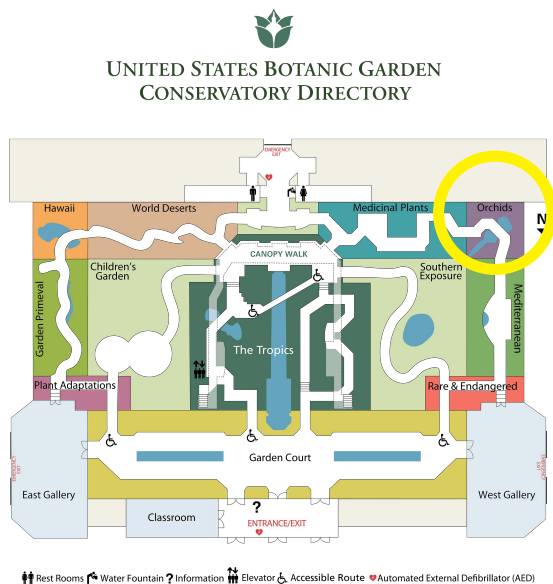 UNITED STATES BOTANIC GARDEN
CONSERVATORY DIRECTORY
EMERGENCY
EXIT
Hawaii
World Deserts
Medicinal Plants
Orchids
N
CANOPY WALK
Children's
Garden
Southern
Exposure
Garden Primeval
Mediterranean
The Tropics
Plant Adaptations
Rare & Endangered
Garden Court
EMERGENCY
EXIT
East Gallery
West Gallery
EMERGENCY
EXIT
Classroom
?
ENTRANCE/EXIT
Rest Rooms Water Fountain ? Information Elevator Accessible Route Automated External Defibrillator (AED)